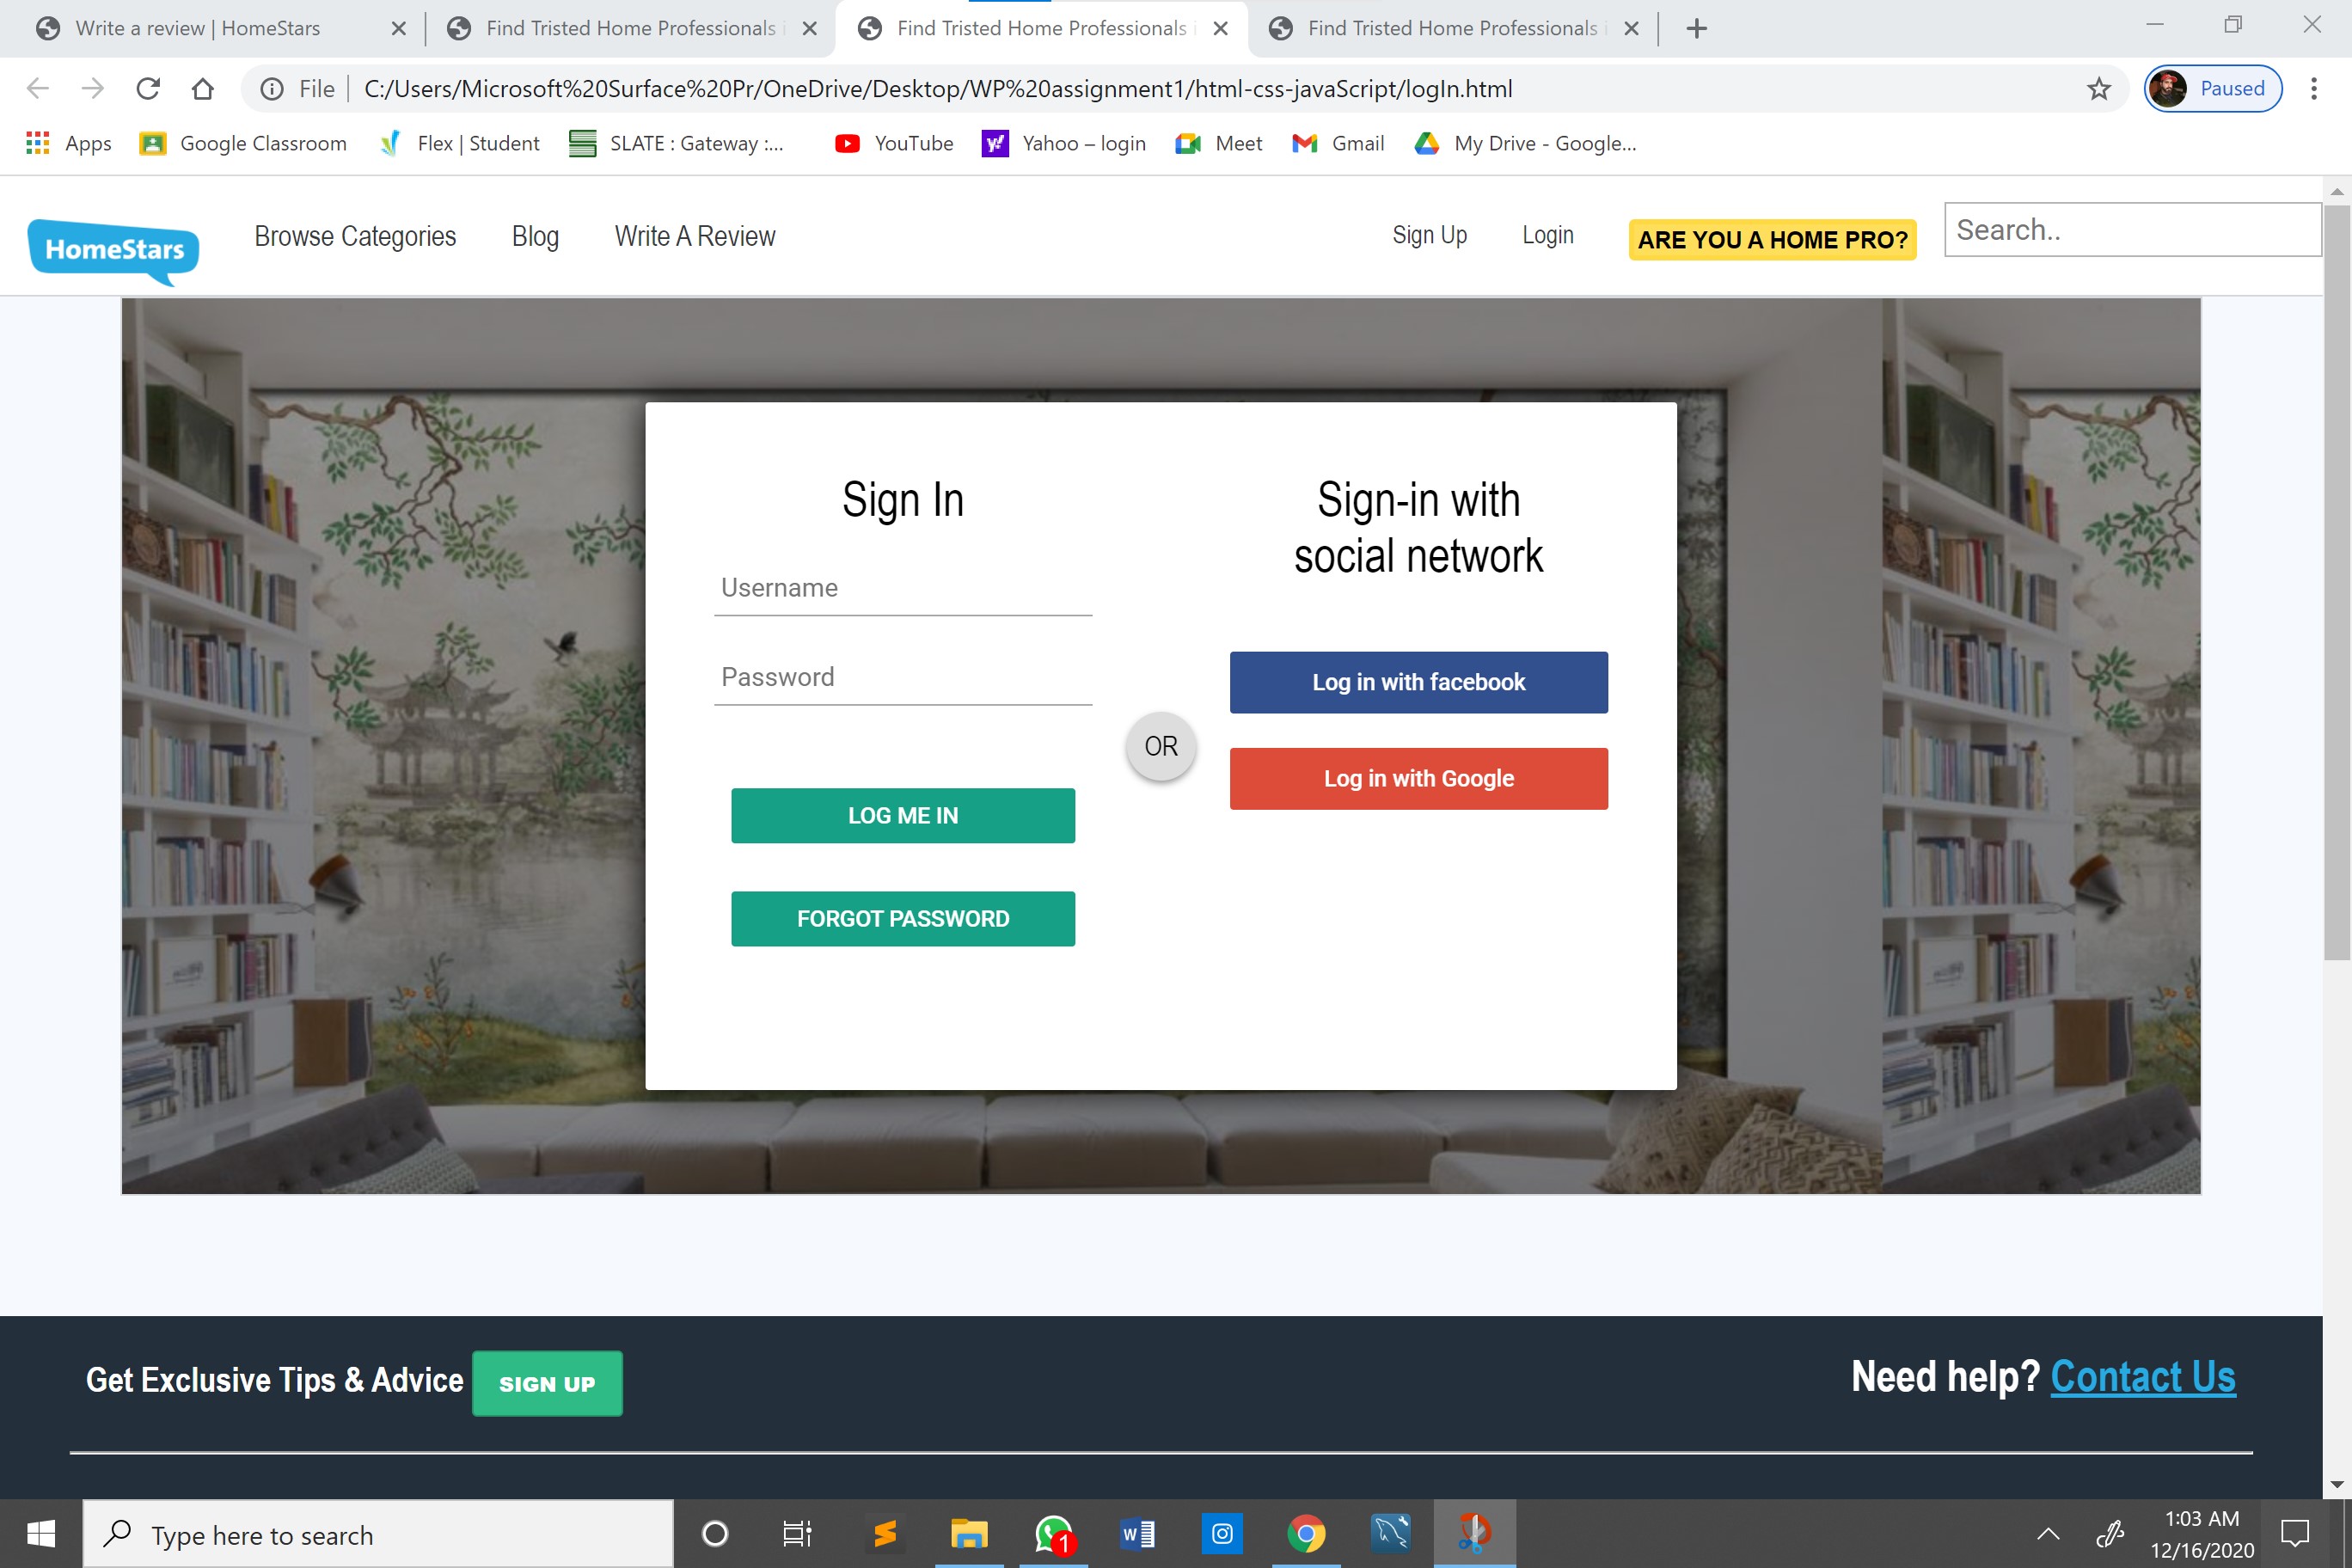 Write a review | HomeStars
Find Tristed Home Professionals
Find Tristed Home Professionals
Find Tristed Home Professionals
File
C:/Users/Microsoft%20Surface%20Pr/OneDrive/Desktop/WP%20assignment1/html-css-javaScript/logIn.html
Paused
Apps
Google Classroom
Flex | Student
SLATE : Gateway :...
YouTube
Yahoo – login
Meet
Gmail
My Drive - Google...
HomeStars
Browse Categories
Blog
Write A Review
Sign Up
Login
ARE YOU A HOME PRO?
Search..
Sign In
Username
Password
LOG ME IN
FORGOT PASSWORD
OR
Sign-in with
social network
Log in with facebook
Log in with Google
Get Exclusive Tips & Advice
SIGN UP
Need help? Contact Us
Type here to search
1
1:03 AM
12/16/2020